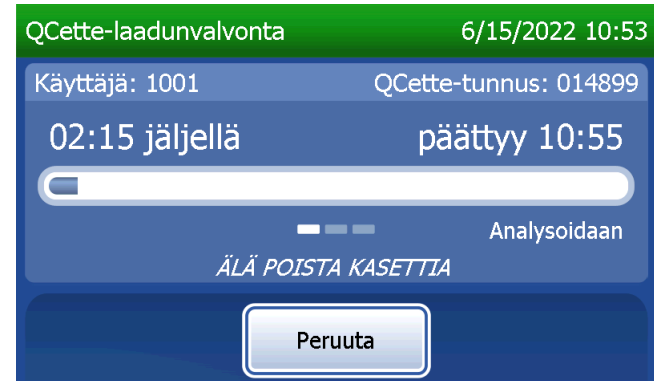 QCette-laadunvalvonta 6/15/2022 10:53
Käyttäjä: 1001 QCette-tunnus: 014899
02:15 jäljellä päättyy 10:55
Analysoidaan
ÄLÄ POISTA KASETTIA
Peruuta